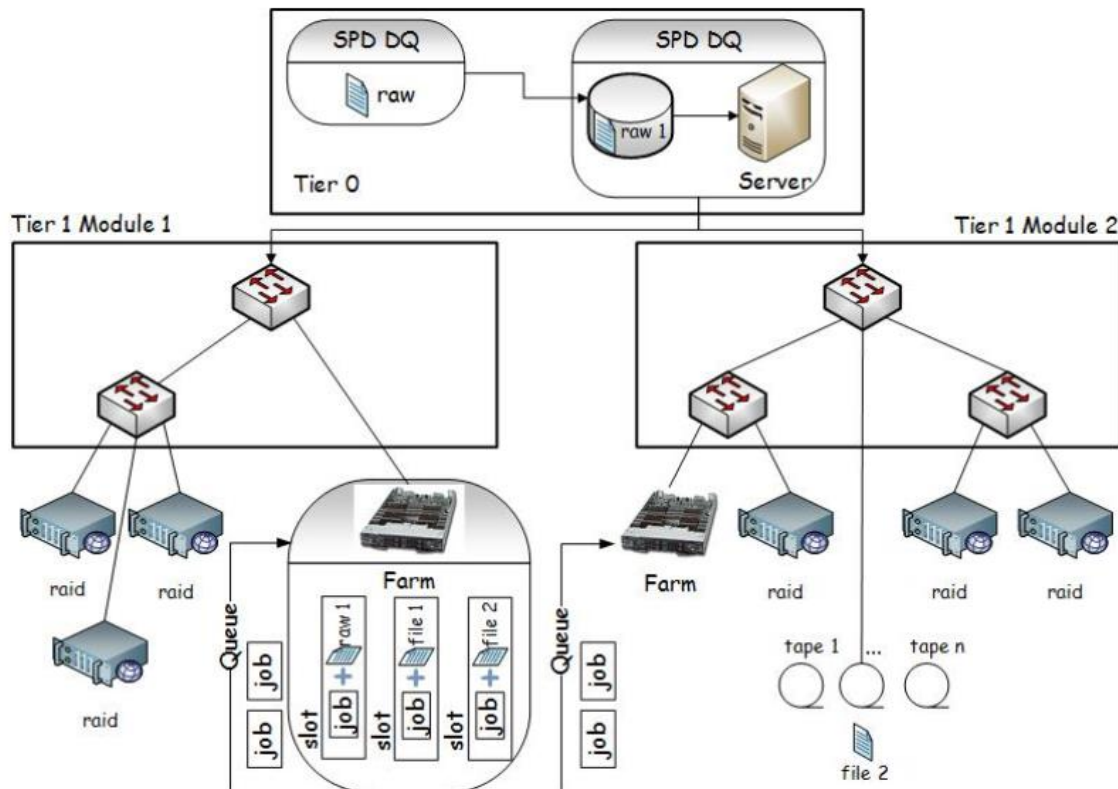 SPD DQ
SPD DQ
raw
raw 1
Tier 0
Server
Tier 1 Module 1
Tier 1 Module 2
raid
raid
raid
Farm
Farm
raid
raid
raid
Queue
job
job
slot
job
raw 1
slot
job
file 1
slot
job
file 2
Queue
job
job
tape 1
...
tape n
file 2